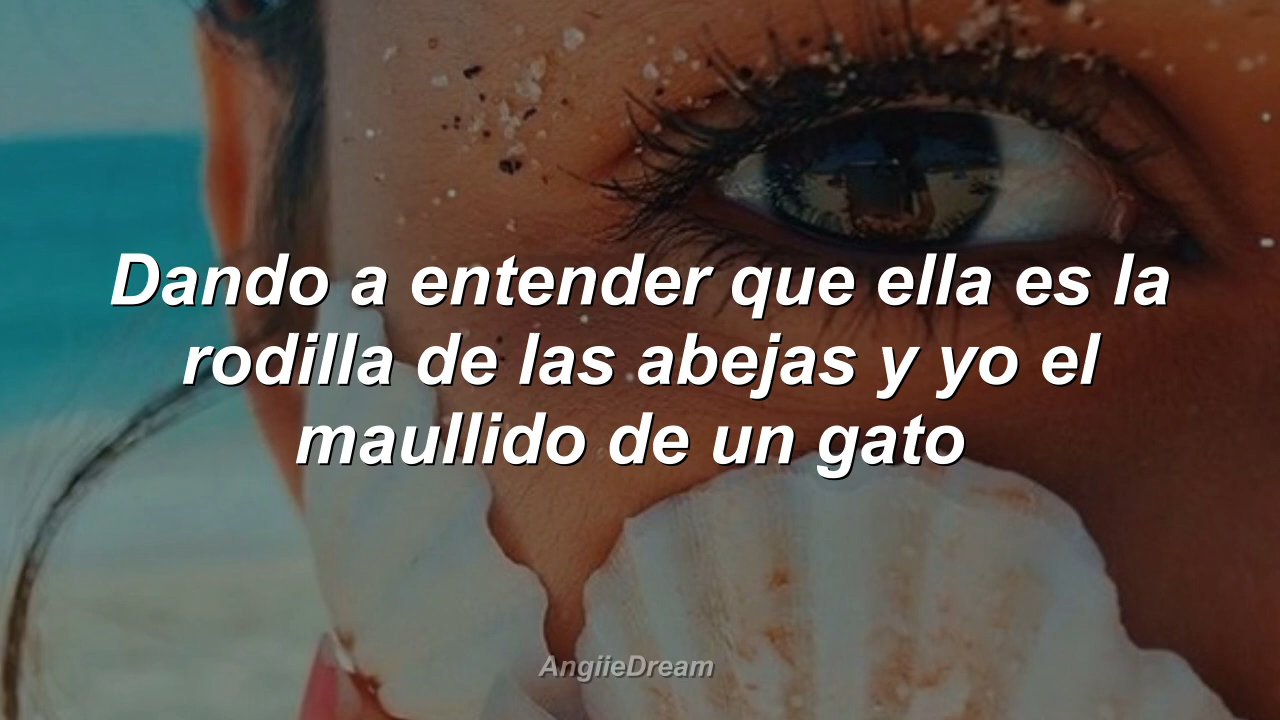 Dando a entender que ella es la
rodilla de las abejas y yo el
maullido de un gato
AngiieDream